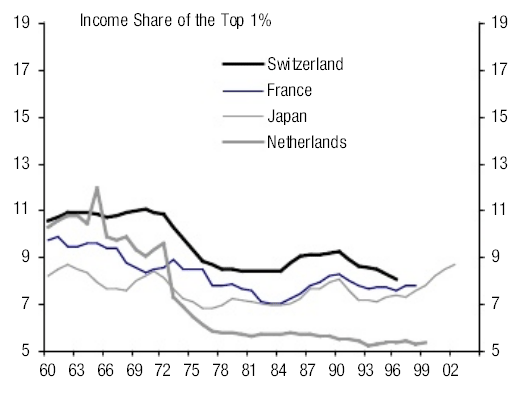 Income Share of the Top 1%
19 19
17 17
15 15
13 13
11 11
9 9
7 7
5 5
Switzerland
France
Japan
Netherlands
60 63 66 69 72 75 78 81 84 87 90 93 96 99 02